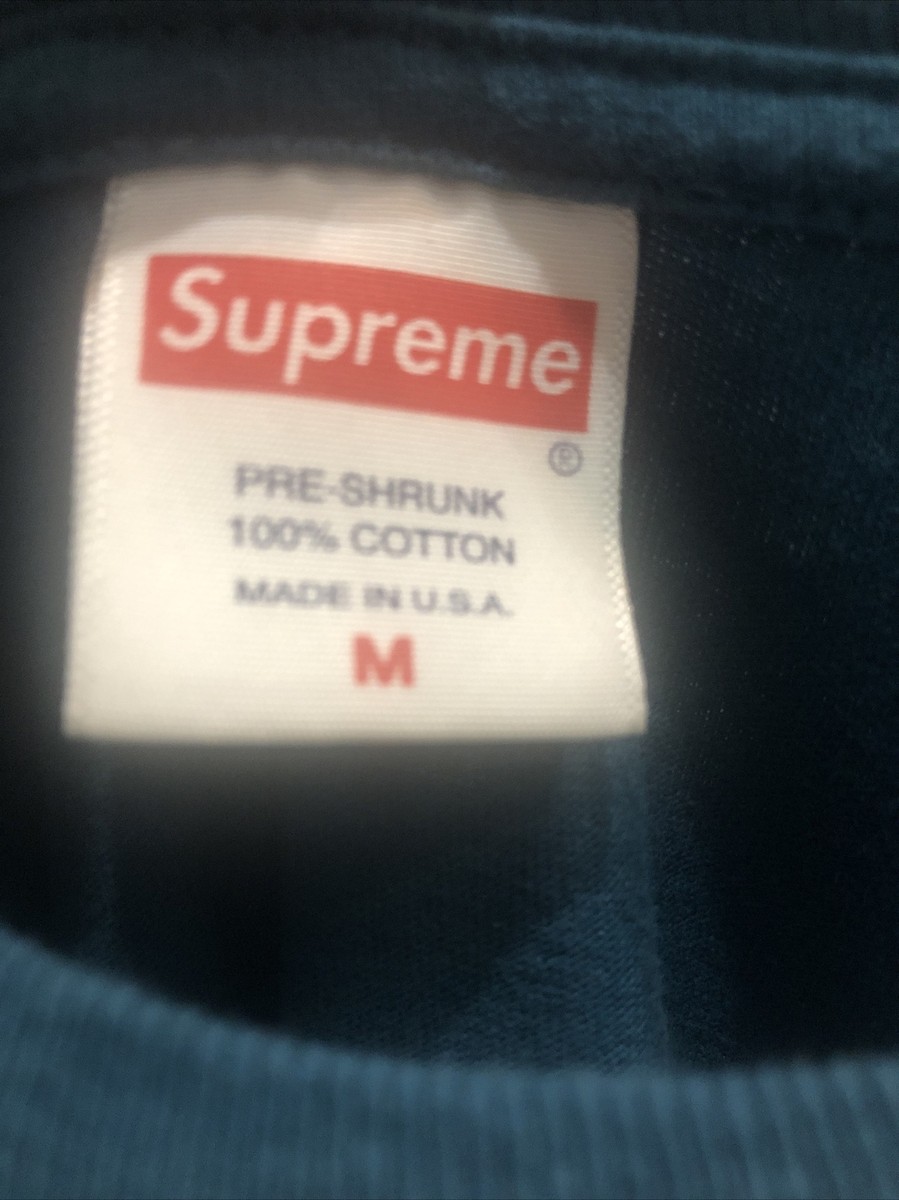 Supreme
®
PRE-SHRUNK
100% COTTON
MADE IN U.S.A.
M